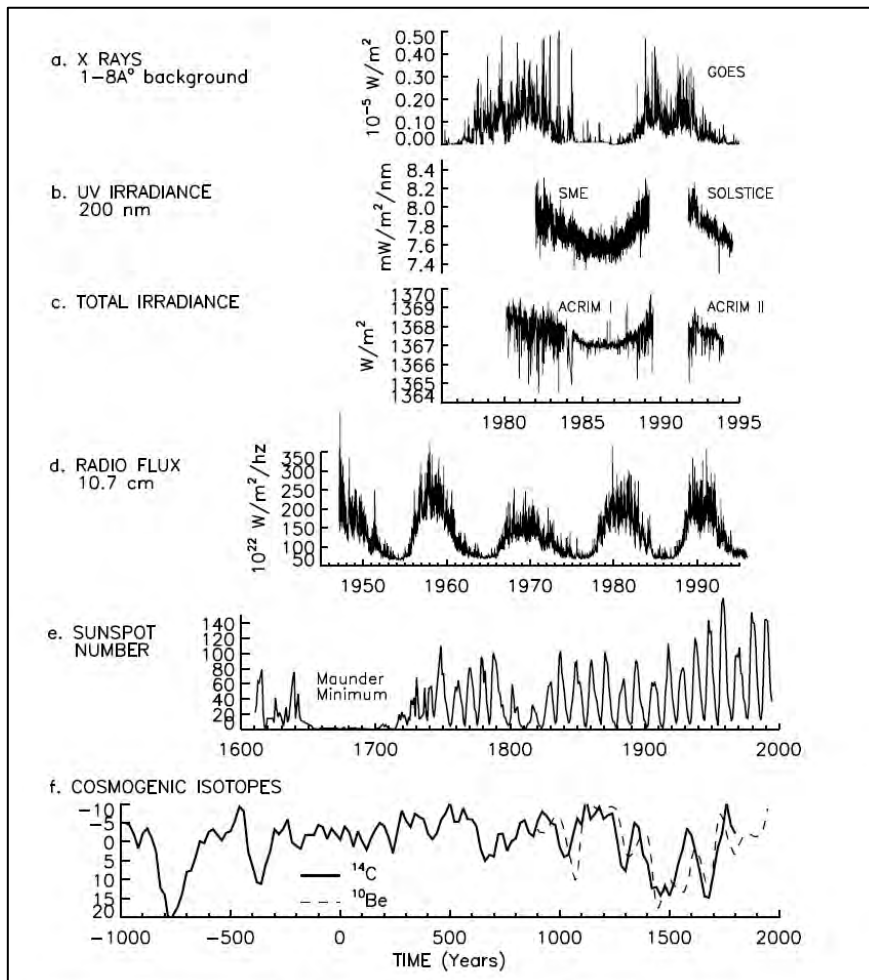 a. X RAYS
1-8A° background
10-5 W/m2
0.50
0.40
0.30
0.20
0.10
0.00
GOES
b. UV IRRADIANCE
200 nm
mW/m2/nm
8.4
8.2
8.0
7.8
7.6
7.4
SME
SOLSTICE
c. TOTAL IRRADIANCE
W/m2
1370
1369
1368
1367
1366
1365
1364
ACRIM I
ACRIM II
1980
1985
1990
1995
d. RADIO FLUX
10.7 cm
1022 W/m2/hz
350
300
250
200
150
100
50
1950
1960
1970
1980
1990
e. SUNSPOT
NUMBER
140
120
100
80
60
40
20
0
Maunder
Minimum
1600
1700
1800
1900
2000
f. COSMOGENIC ISOTOPES
-10
-5
0
5
10
15
20
14C
10Be
-1000
-500
0
500
1000
1500
2000
TIME (Years)